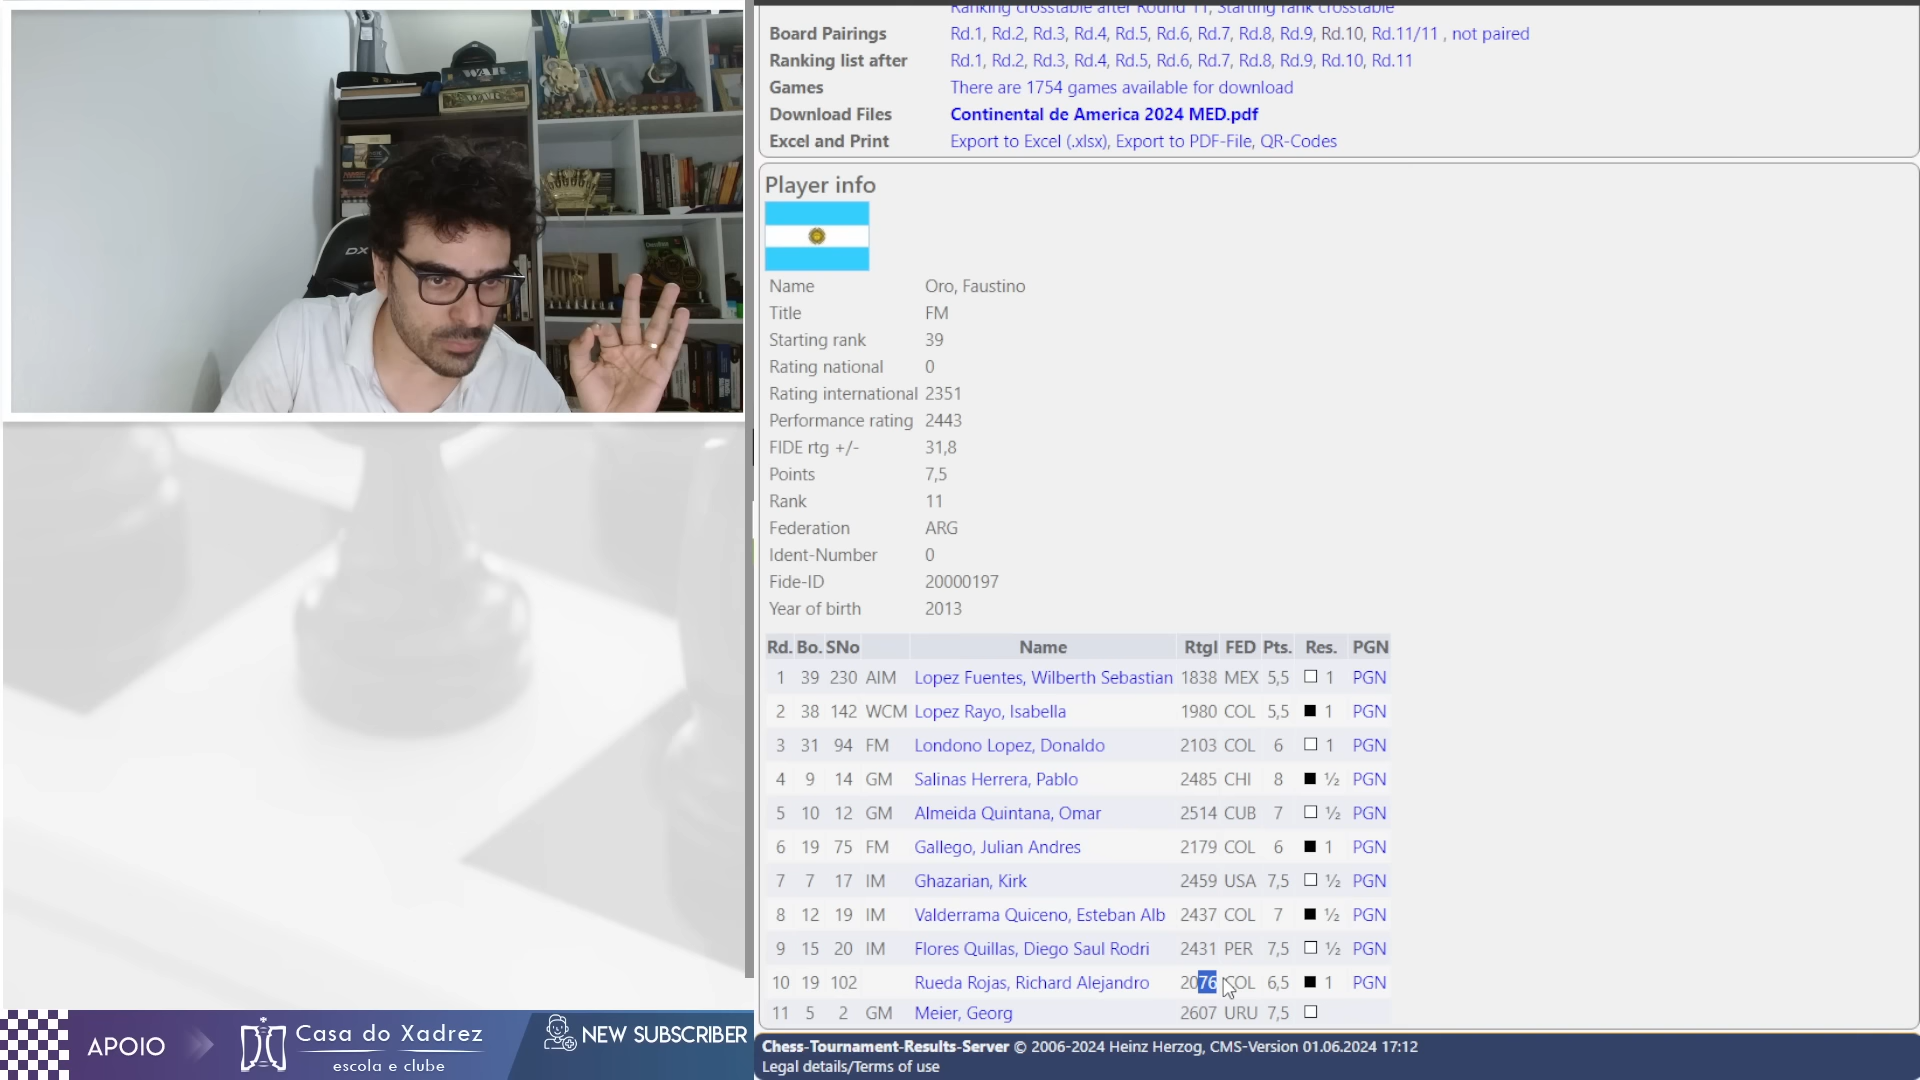 WAR
DX
Ranking crosstable after Round 11, Starting rank crosstable
Board Pairings Rd.1, Rd.2, Rd.3, Rd.4, Rd.5, Rd.6, Rd.7, Rd.8, Rd.9, Rd.10, Rd.11/11 , not paired
Ranking list after Rd.1, Rd.2, Rd.3, Rd.4, Rd.5, Rd.6, Rd.7, Rd.8, Rd.9, Rd.10, Rd.11
Games There are 1754 games available for download
Download Files Continental de America 2024 MED.pdf
Excel and Print Export to Excel (.xlsx), Export to PDF-File, QR-Codes
Player info
Name Oro, Faustino
Title FM
Starting rank 39
Rating national 0
Rating international 2351
Performance rating 2443
FIDE rtg +/- 31,8
Points 7,5
Rank 11
Federation ARG
Ident-Number 0
Fide-ID 20000197
Year of birth 2013
Rd. Bo. SNo Name RtgI FED Pts. Res. PGN
1 39 230 AIM Lopez Fuentes, Wilberth Sebastian 1838 MEX 5,5 1 PGN
2 38 142 WCM Lopez Rayo, Isabella 1980 COL 5,5 1 PGN
3 31 94 FM Londono Lopez, Donaldo 2103 COL 6 1 PGN
4 9 14 GM Salinas Herrera, Pablo 2485 CHI 8 ½ PGN
5 10 12 GM Almeida Quintana, Omar 2514 CUB 7 ½ PGN
6 19 75 FM Gallego, Julian Andres 2179 COL 6 1 PGN
7 7 17 IM Ghazarian, Kirk 2459 USA 7,5 ½ PGN
8 12 19 IM Valderrama Quiceno, Esteban Alb 2437 COL 7 ½ PGN
9 15 20 IM Flores Quillas, Diego Saul Rodri 2431 PER 7,5 ½ PGN
10 19 102 Rueda Rojas, Richard Alejandro 2076 COL 6,5 1 PGN
11 5 2 GM Meier, Georg 2607 URU 7,5
Chess-Tournament-Results-Server © 2006-2024 Heinz Herzog, CMS-Version 01.06.2024 17:12
Legal details/Terms of use
APOIO
Casa do Xadrez
escola e clube
NEW SUBSCRIBER